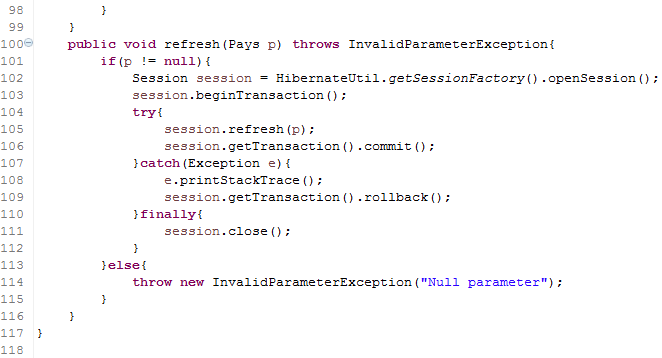 98         }
99     }
100    public void refresh(Pays p) throws InvalidParameterException{
101        if(p != null){
102            Session session = HibernateUtil.getSessionFactory().openSession();
103            session.beginTransaction();
104            try{
105                session.refresh(p);
106                session.getTransaction().commit();
107            }catch(Exception e){
108                e.printStackTrace();
109                session.getTransaction().rollback();
110            }finally{
111                session.close();
112            }
113        }else{
114            throw new InvalidParameterException("Null parameter");
115        }
116    }
117 }
118